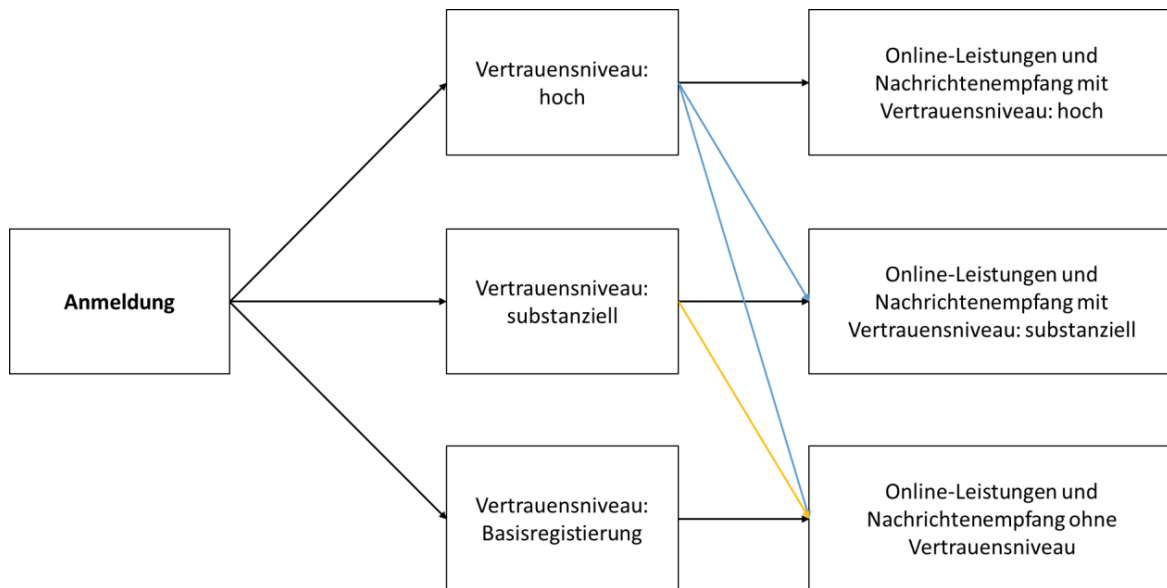 Anmeldung
Vertrauensniveau:
hoch
Vertrauensniveau:
substanziell
Vertrauensniveau:
Basisregistierung
Online-Leistungen und
Nachrichtenempfang mit
Vertrauensniveau: hoch
Online-Leistungen und
Nachrichtenempfang mit
Vertrauensniveau: substanziell
Online-Leistungen und
Nachrichtenempfang ohne
Vertrauensniveau